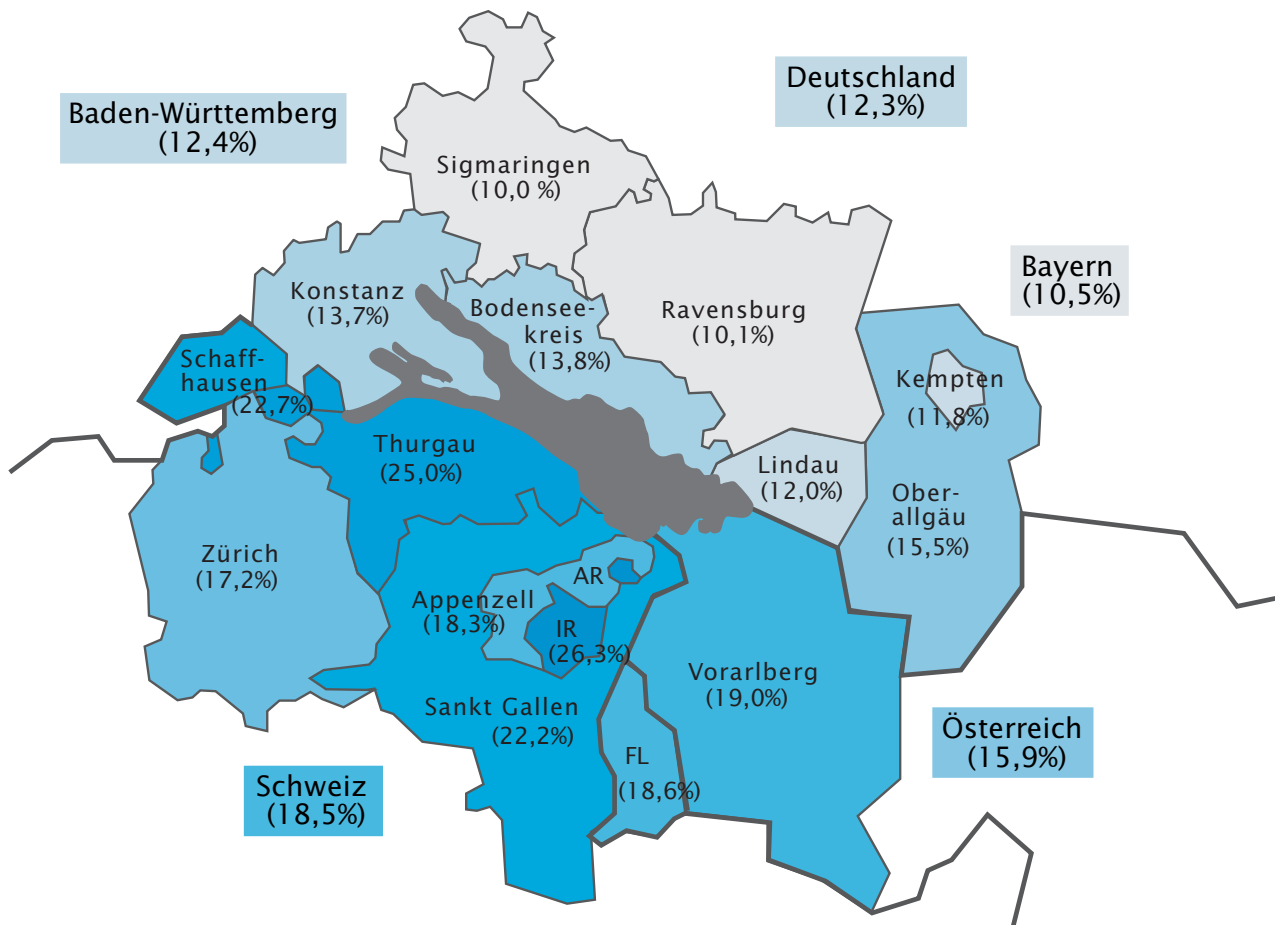 Deutschland
(12,3%)
Baden-Württemberg
(12,4%)
Sigmaringen
(10,0 %)
Bayern
(10,5%)
Konstanz
(13,7%)
Bodensee-
kreis
(13,8%)
Ravensburg
(10,1%)
Schaff-
hausen
(22,7%)
Kempten
(11,8%)
Thurgau
(25,0%)
Lindau
(12,0%)
Ober-
allgäu
(15,5%)
Zürich
(17,2%)
AR
Appenzell
(18,3%)
IR
(26,3%)
Vorarlberg
(19,0%)
Sankt Gallen
(22,2%)
Österreich
(15,9%)
FL
(18,6%)
Schweiz
(18,5%)